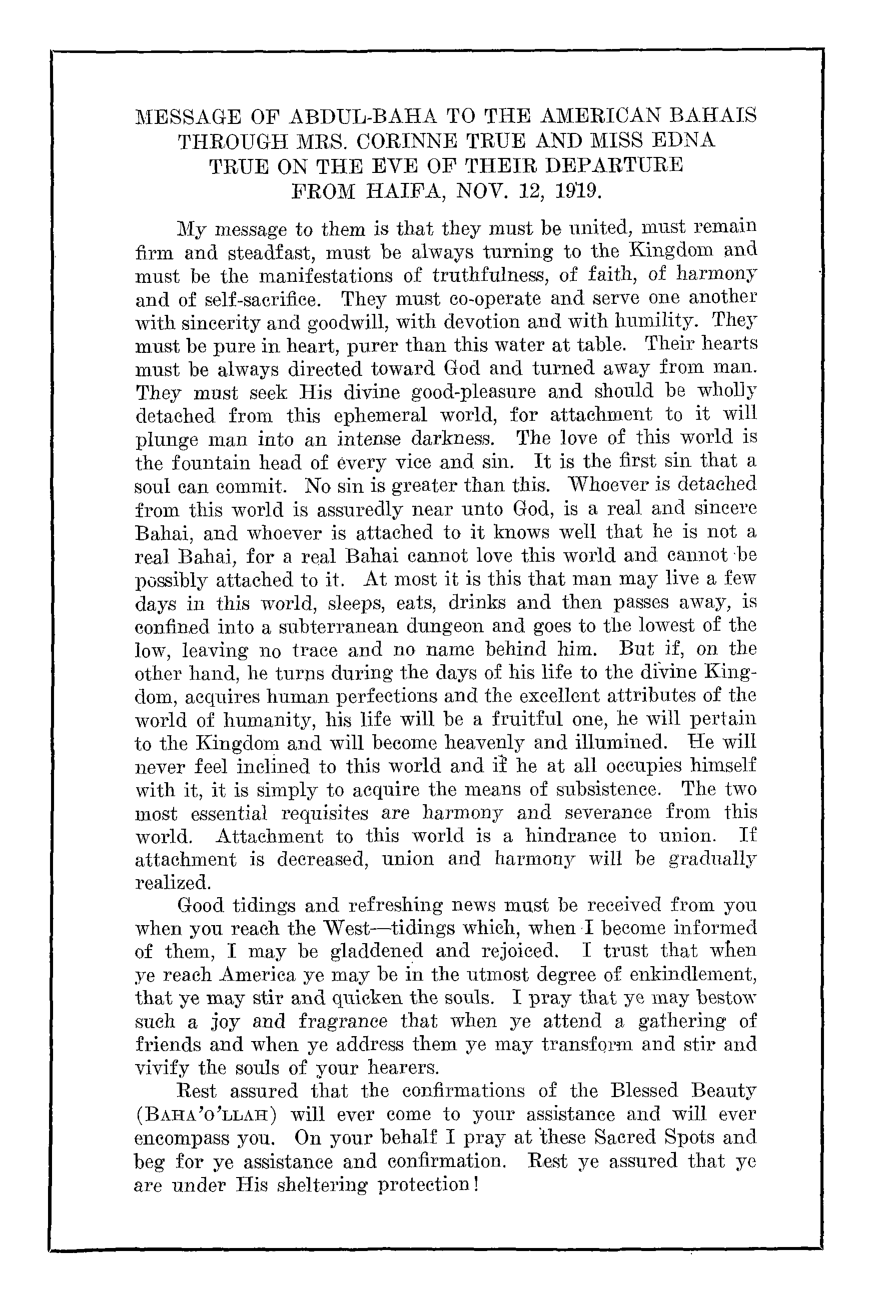 MESSAGE OF ABDUL-BAHA TO THE AMERICAN BAHAIS
THROUGH MRS. CORINNE TRUE AND MISS EDNA
TRUE ON THE EVE OF THEIR DEPARTURE
FROM HAIFA, NOV. 12, 1919.
My message to them is that they must be united, must remain
firm and steadfast, must be always turning to the Kingdom and
must be the manifestations of truthfulness, of faith, of harmony
and of self-sacrifice. They must co-operate and serve one another
with sincerity and goodwill, with devotion and with humility. They
must be pure in heart, purer than this water at table. Their hearts
must be always directed toward God and turned away from man.
They must seek His divine good-pleasure and should be wholly
detached from this ephemeral world, for attachment to it will
plunge man into an intense darkness. The love of this world is
the fountain head of every vice and sin. It is the first sin that a
soul can commit. No sin is greater than this. Whoever is detached
from this world is assuredly near unto God, is a real and sincere
Bahai, and whoever is attached to it knows well that he is not a
real Bahai, for a real Bahai cannot love this world and cannot be
possibly attached to it. At most it is this that man may live a few
days in this world, sleeps, eats, drinks and then passes away, is
confined into a subterranean dungeon and goes to the lowest of the
low, leaving no trace and no name behind him. But if, on the
other hand, he turns during the days of his life to the divine King-
dom, acquires human perfections and the excellent attributes of the
world of humanity, his life will be a fruitful one, he will pertain
to the Kingdom and will become heavenly and illumined. He will
never feel inclined to this world and if he at all occupies himself
with it, it is simply to acquire the means of subsistence. The two
most essential requisites are harmony and severance from this
world. Attachment to this world is a hindrance to union. If
attachment is decreased, union and harmony will be gradually
realized.
Good tidings and refreshing news must be received from you
when you reach the West—tidings which, when I become informed
of them, I may be gladdened and rejoiced. I trust that when
ye reach America ye may be in the utmost degree of enkindlement,
that ye may stir and quicken the souls. I pray that ye may bestow
such a joy and fragrance that when ye attend a gathering of
friends and when ye address them ye may transform and stir and
vivify the souls of your hearers.
Rest assured that the confirmations of the Blessed Beauty
(BAHA'O'LLAH) will ever come to your assistance and will ever
encompass you. On your behalf I pray at these Sacred Spots and
beg for ye assistance and confirmation. Rest ye assured that ye
are under His sheltering protection!